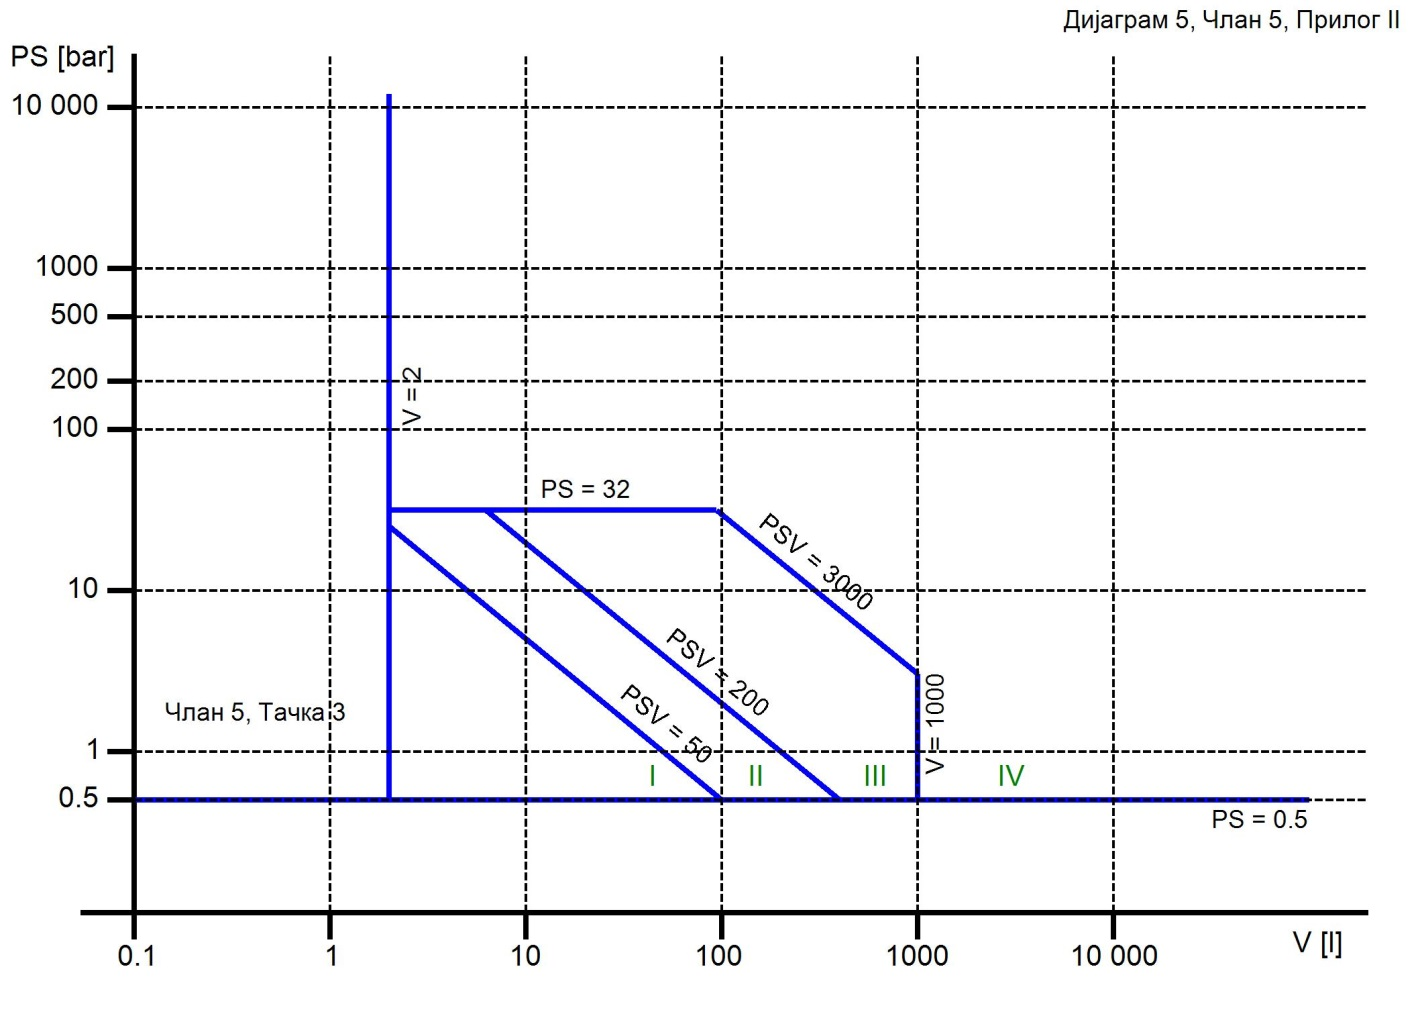 Дијаграм 5, Члан 5, Прилог II
PS [bar]
10 000
1000
500
200
100
10
1
0.5
V = 2
PS = 32
PSV = 3000
PSV = 200
PSV = 50
V = 1000
Члан 5, Тачка 3
I II III IV
PS = 0.5
0.1 1 10 100 1000 10 000
V [l]